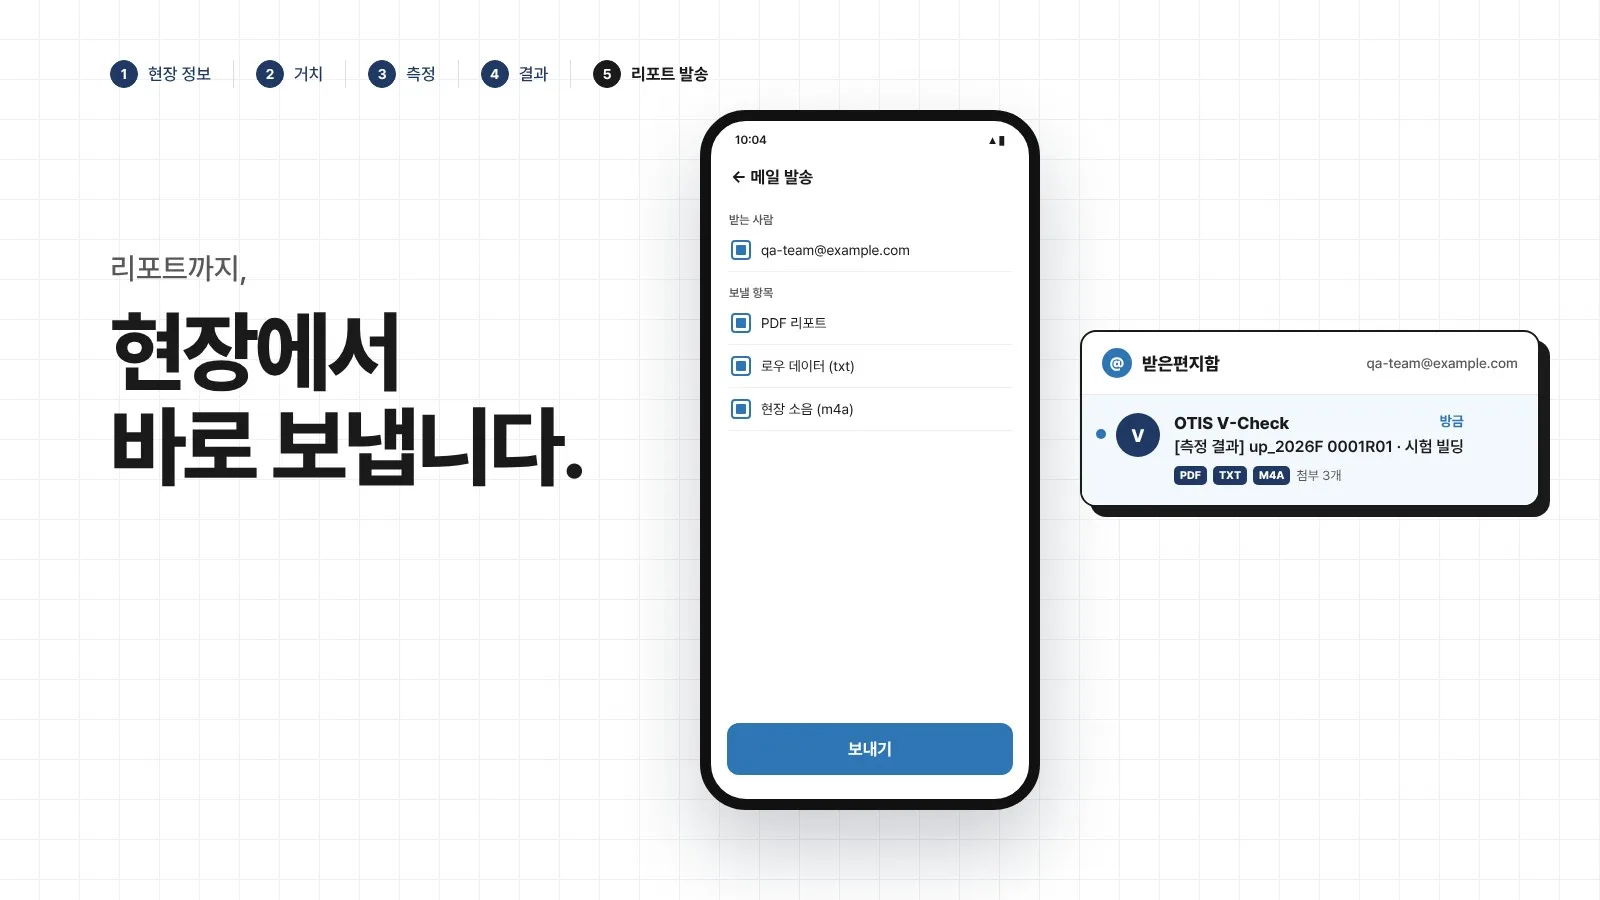 1 현장 정보 2 거치 3 측정 4 결과 5 리포트 발송
리포트까지,
현장에서
바로 보냅니다.
10:04
← 메일 발송
받는 사람
qa-team@example.com
보낼 항목
PDF 리포트
로우 데이터 (txt)
현장 소음 (m4a)
보내기
@ 받은편지함 qa-team@example.com
V
OTIS V-Check 방금
[측정 결과] up_2026F 0001R01 · 시험 빌딩
PDF TXT M4A 첨부 3개